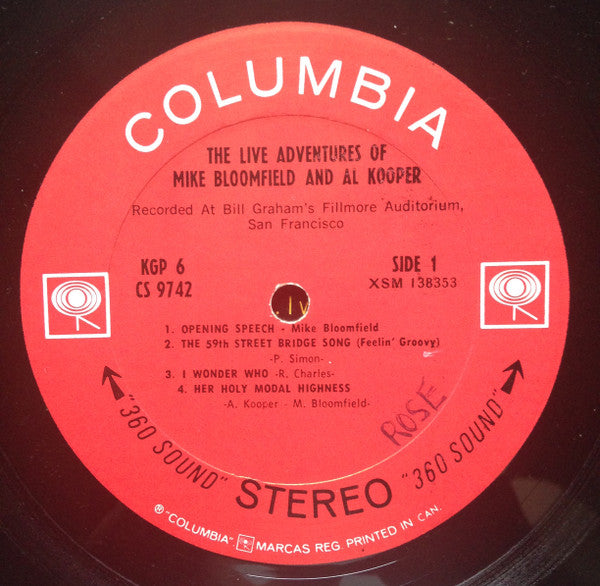 COLUMBIA
THE LIVE ADVENTURES OF
MIKE BLOOMFIELD AND AL KOOPER
Recorded At Bill Graham's Fillmore Auditorium,
San Francisco
KGP 6
CS 9742
SIDE 1
XSM 138353
1. OPENING SPEECH - Mike Bloomfield
2. THE 59th STREET BRIDGE SONG (Feelin' Groovy)
-P. Simon-
3. I WONDER WHO -R. Charles-
4. HER HOLY MODAL HIGHNESS
-A. Kooper - M. Bloomfield-
ROSE
"360 SOUND" STEREO "360 SOUND"
® "COLUMBIA" MARCAS REG. PRINTED IN CAN.